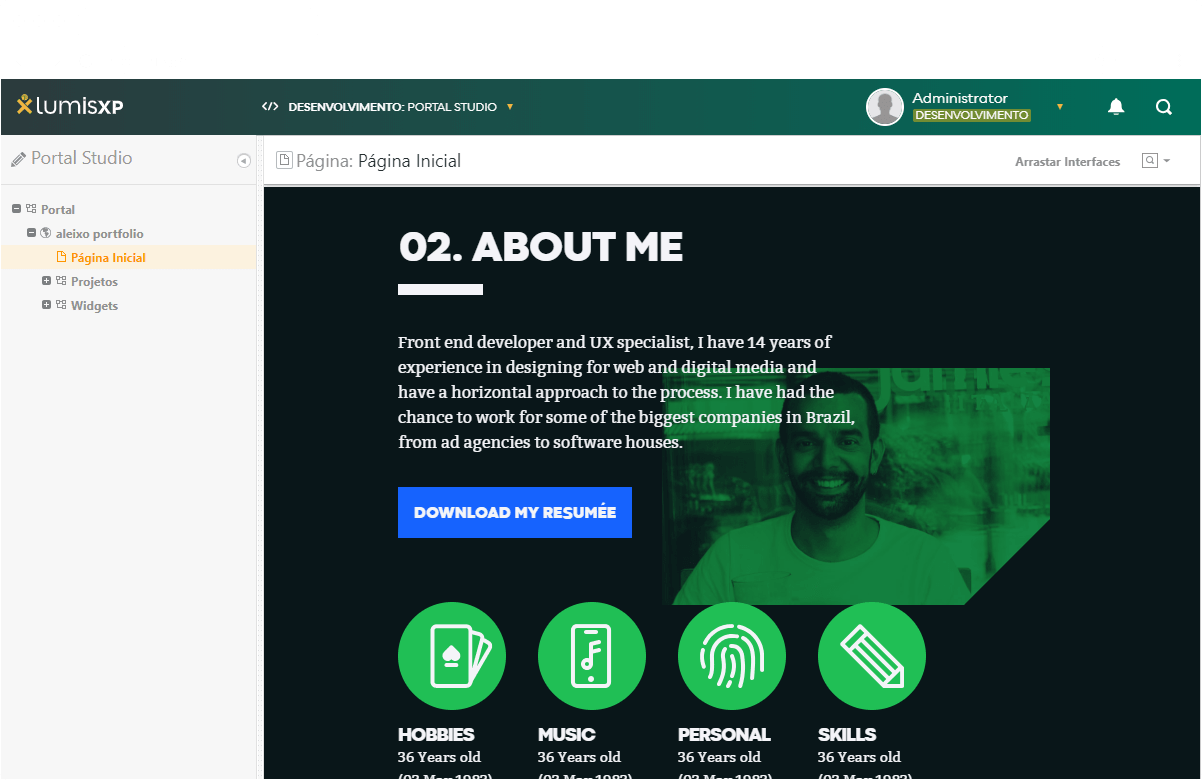 lumisxp
</> DESENVOLVIMENTO: PORTAL STUDIO
Administrator
DESENVOLVIMENTO
Portal Studio
Página: Página Inicial
Arrastar Interfaces
Portal
aleixo portfolio
Página Inicial
Projetos
Widgets
02. ABOUT ME
Front end developer and UX specialist, I have 14 years of
experience in designing for web and digital media and
have a horizontal approach to the process. I have had the
chance to work for some of the biggest companies in Brazil,
from ad agencies to software houses.
DOWNLOAD MY RESUMÉE
HOBBIES
36 Years old
MUSIC
36 Years old
PERSONAL
36 Years old
SKILLS
36 Years old